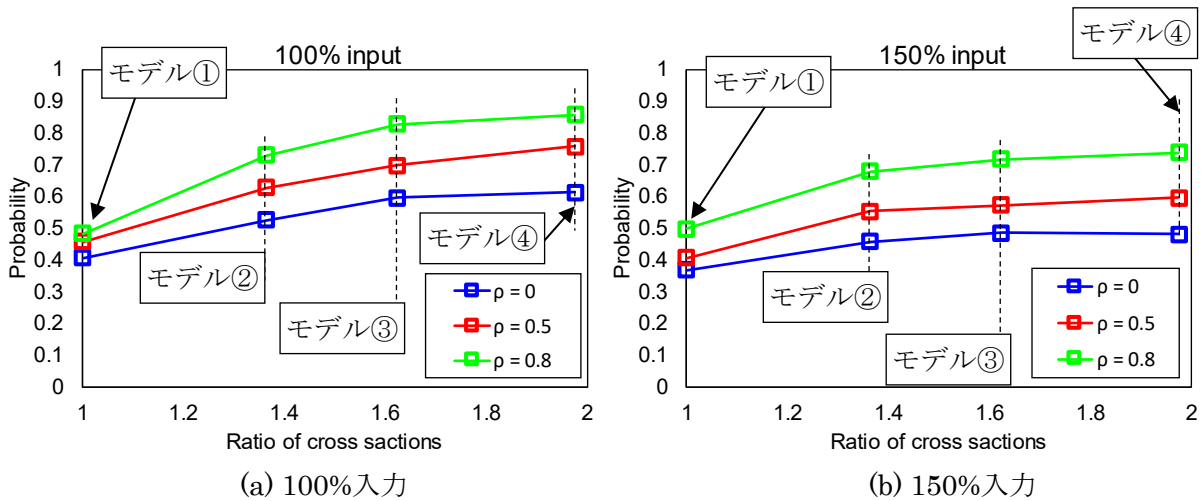 100% input
モデル①
モデル②
モデル③
モデル④
Probability
1
0.9
0.8
0.7
0.6
0.5
0.4
0.3
0.2
0.1
0
ρ = 0
ρ = 0.5
ρ = 0.8
1
1.2
1.4
1.6
1.8
2
Ratio of cross sactions
(a) 100%入力
150% input
モデル①
モデル②
モデル③
モデル④
Probability
1
0.9
0.8
0.7
0.6
0.5
0.4
0.3
0.2
0.1
0
ρ = 0
ρ = 0.5
ρ = 0.8
1
1.2
1.4
1.6
1.8
2
Ratio of cross sactions
(b) 150%入力